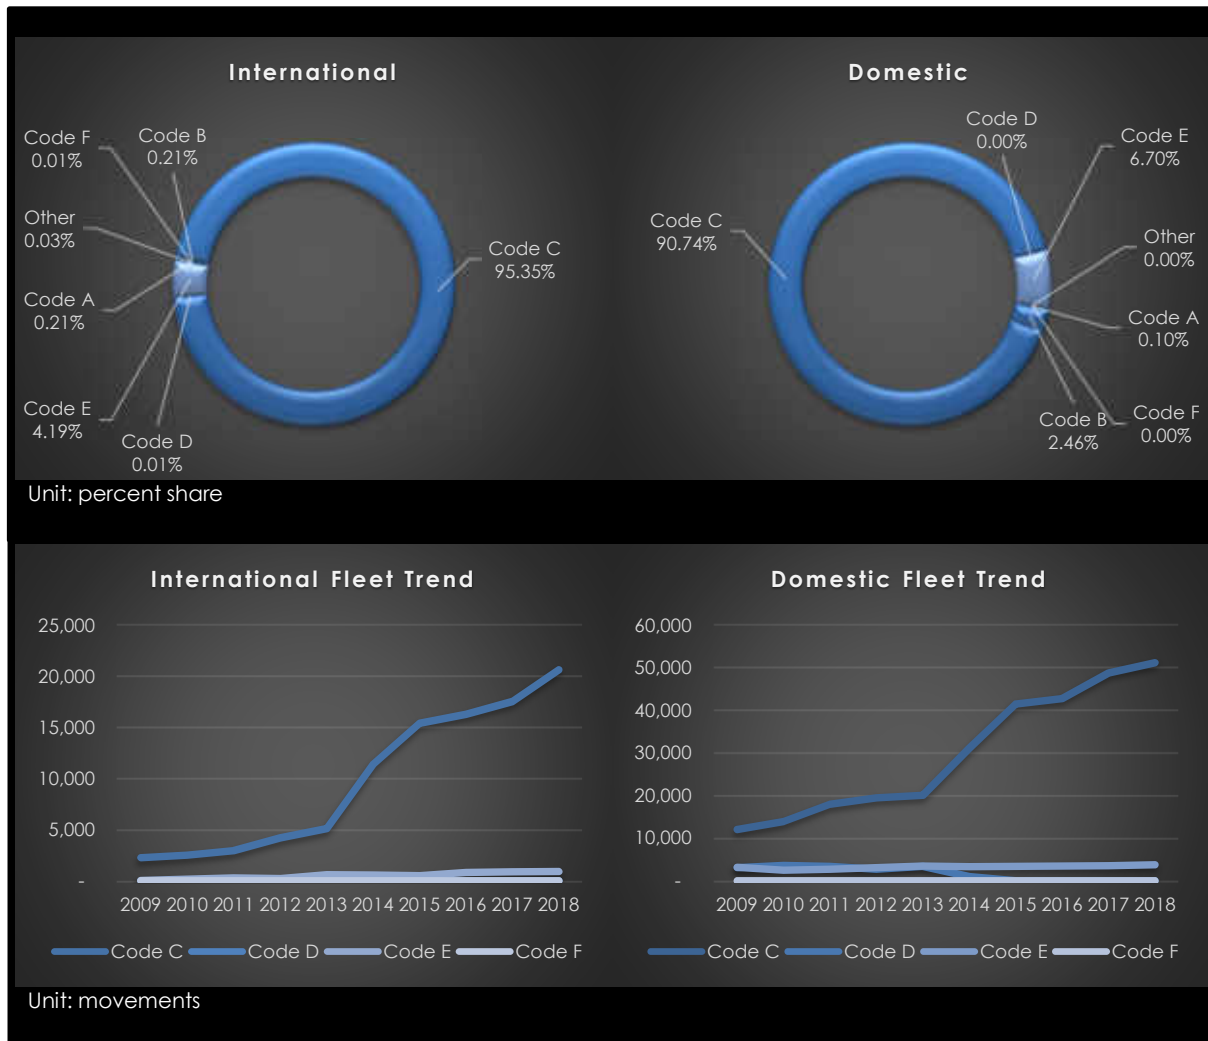 International
Code F
0.01%
Code B
0.21%
Other
0.03%
Code A
0.21%
Code E
4.19%
Code D
0.01%
Code C
95.35%
Domestic
Code D
0.00%
Code E
6.70%
Code C
90.74%
Other
0.00%
Code A
0.10%
Code B
2.46%
Code F
0.00%
Unit: percent share
International Fleet Trend
25,000
20,000
15,000
10,000
5,000
-
2009 2010 2011 2012 2013 2014 2015 2016 2017 2018
Code C Code D Code E Code F
Domestic Fleet Trend
60,000
50,000
40,000
30,000
20,000
10,000
-
2009 2010 2011 2012 2013 2014 2015 2016 2017 2018
Code C Code D Code E Code F
Unit: movements